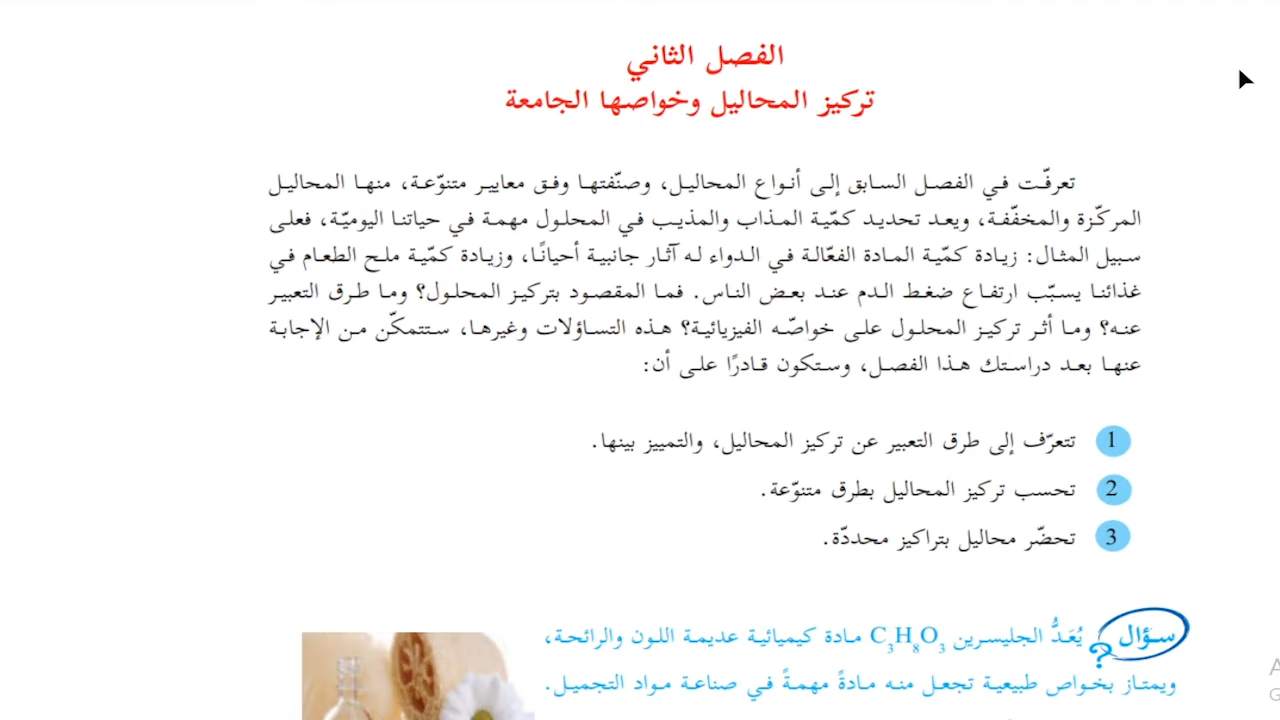 الفصل الثاني
تركيز المحاليل وخواصها الجامعة
تعرفّت في الفصل السابق إلى أنواع المحاليل، وصنّفتها وفق معايير متنوّعة، منها المحاليل
المركّزة والمخفّفة، ويعد تحديد كمّية المذاب والمذيب في المحلول مهمة في حياتنا اليوميّة، فعلى
سبيل المثال: زيادة كمّية المادة الفعّالة في الدواء له آثار جانبية أحيانًا، وزيادة كمّية ملح الطعام في
غذائنا يسبّب ارتفاع ضغط الدم عند بعض الناس. فما المقصود بتركيز المحلول؟ وما طرق التعبير
عنه؟ وما أثر تركيز المحلول على خواصّه الفيزيائية؟ هذه التساؤلات وغيرها، ستتمكّن من الإجابة
عنها بعد دراستك هذا الفصل، وستكون قادرًا على أن:
1 تتعرّف إلى طرق التعبير عن تركيز المحاليل، والتمييز بينها.
2 تحسب تركيز المحاليل بطرق متنوّعة.
3 تحضّر محاليل بتراكيز محددّة.
سؤال؟ يُعَدُّ الجليسرين C₃H₈O₃ مادة كيميائية عديمة اللون والرائحة،
ويمتاز بخواص طبيعية تجعل منه مادةً مهمةً في صناعة مواد التجميل.